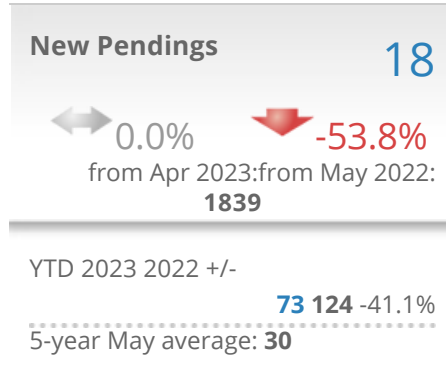 New Pendings 18
0.0% -53.8%
from Apr 2023:from May 2022:
1839
YTD 2023 2022 +/-
73 124 -41.1%
5-year May average: 30